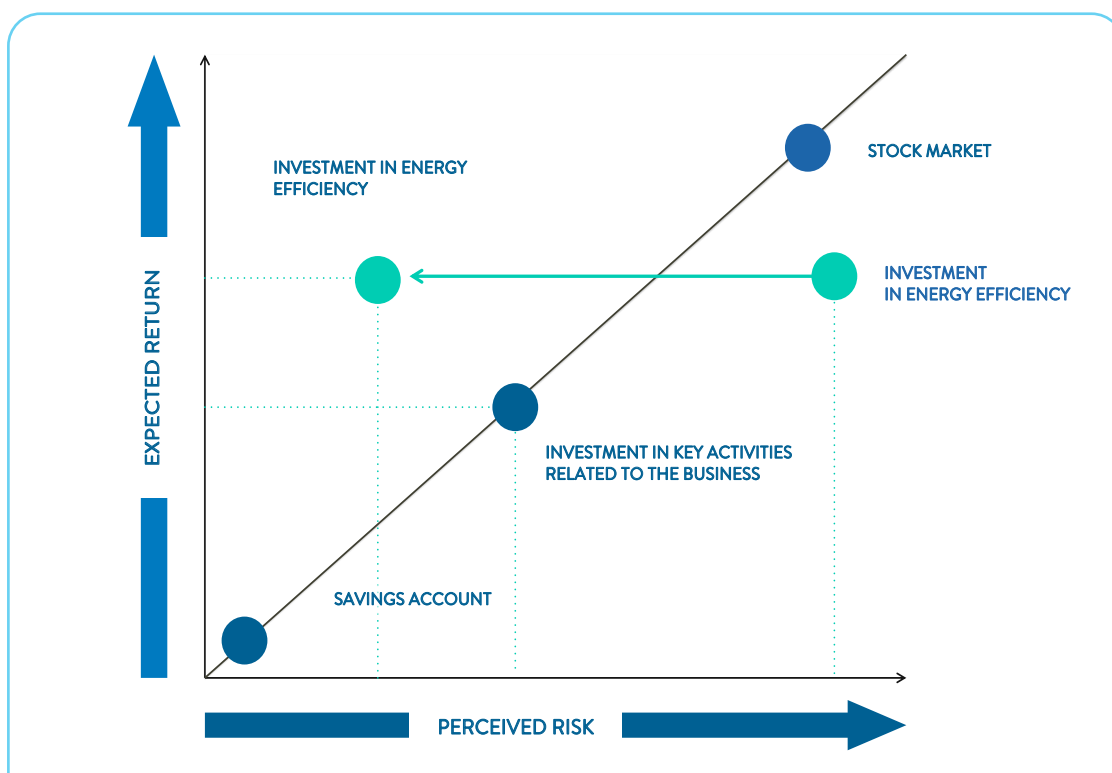 INVESTMENT IN ENERGY
EFFICIENCY
STOCK MARKET
INVESTMENT
IN ENERGY EFFICIENCY
EXPECTED RETURN
INVESTMENT IN KEY ACTIVITIES
RELATED TO THE BUSINESS
SAVINGS ACCOUNT
PERCEIVED RISK